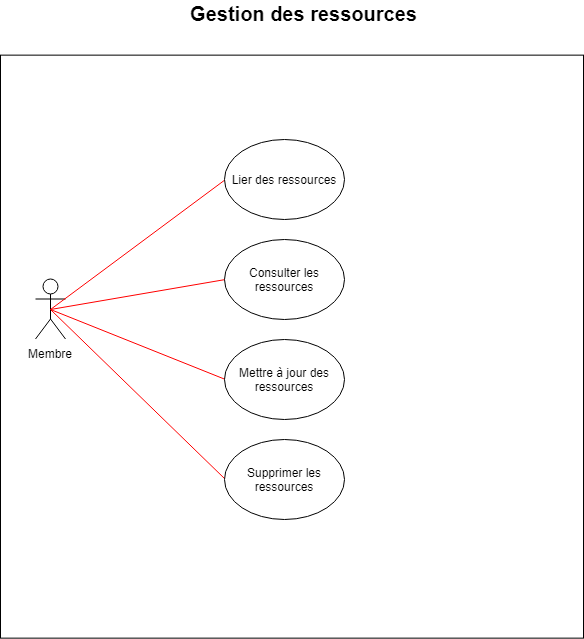 Gestion des ressources
Lier des ressources
Consulter les
ressources
Membre
Mettre à jour des
ressources
Supprimer les
ressources